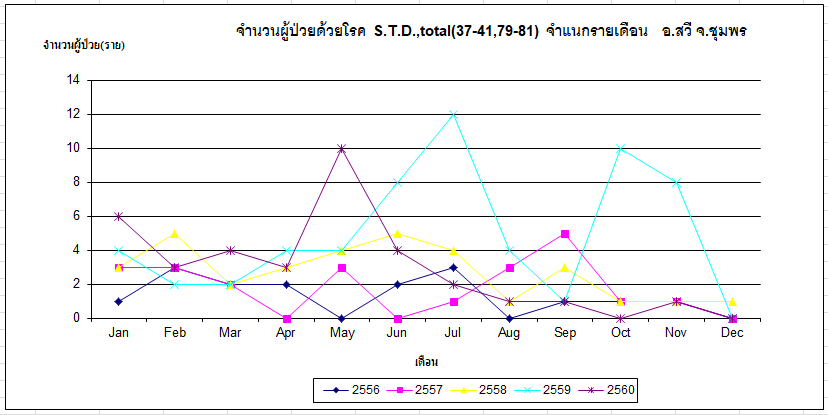 จำนวนผู้ป่วยด้วยโรค S.T.D.,total(37-41,79-81) จำแนกรายเดือน อ.สวี จ.ชุมพร
จำนวนผู้ป่วย(ราย)
14
12
10
8
6
4
2
0
Jan Feb Mar Apr May Jun Jul Aug Sep Oct Nov Dec
เดือน
2556 2557 2558 2559 2560